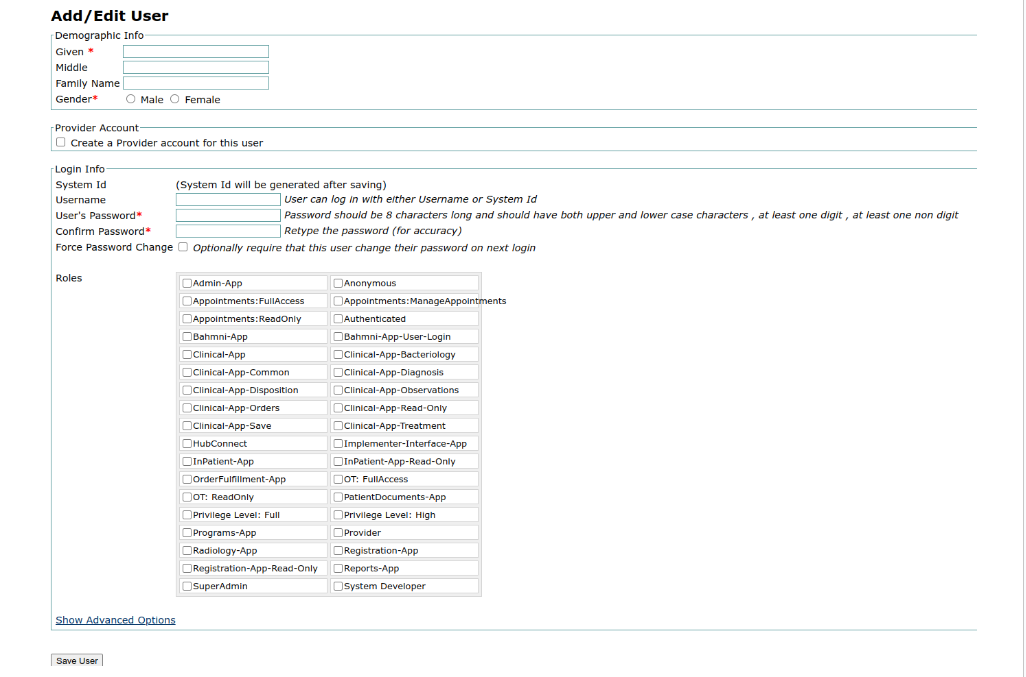 Add/Edit User
Demographic Info
Given *
Middle
Family Name
Gender* Male Female
Provider Account
Create a Provider account for this user
Login Info
System Id (System Id will be generated after saving)
Username User can log in with either Username or System Id
User's Password* Password should be 8 characters long and should have both upper and lower case characters , at least one digit , at least one non digit
Confirm Password* Retype the password (for accuracy)
Force Password Change Optionally require that this user change their password on next login
Roles
Admin-App Anonymous
Appointments:FullAccess Appointments:ManageAppointments
Appointments:ReadOnly Authenticated
Bahmni-App Bahmni-App-User-Login
Clinical-App Clinical-App-Bacteriology
Clinical-App-Common Clinical-App-Diagnosis
Clinical-App-Disposition Clinical-App-Observations
Clinical-App-Orders Clinical-App-Read-Only
Clinical-App-Save Clinical-App-Treatment
HubConnect Implementer-Interface-App
InPatient-App InPatient-App-Read-Only
OrderFulfillment-App OT: FullAccess
OT: ReadOnly PatientDocuments-App
Privilege Level: Full Privilege Level: High
Programs-App Provider
Radiology-App Registration-App
Registration-App-Read-Only Reports-App
SuperAdmin System Developer
Show Advanced Options
Save User